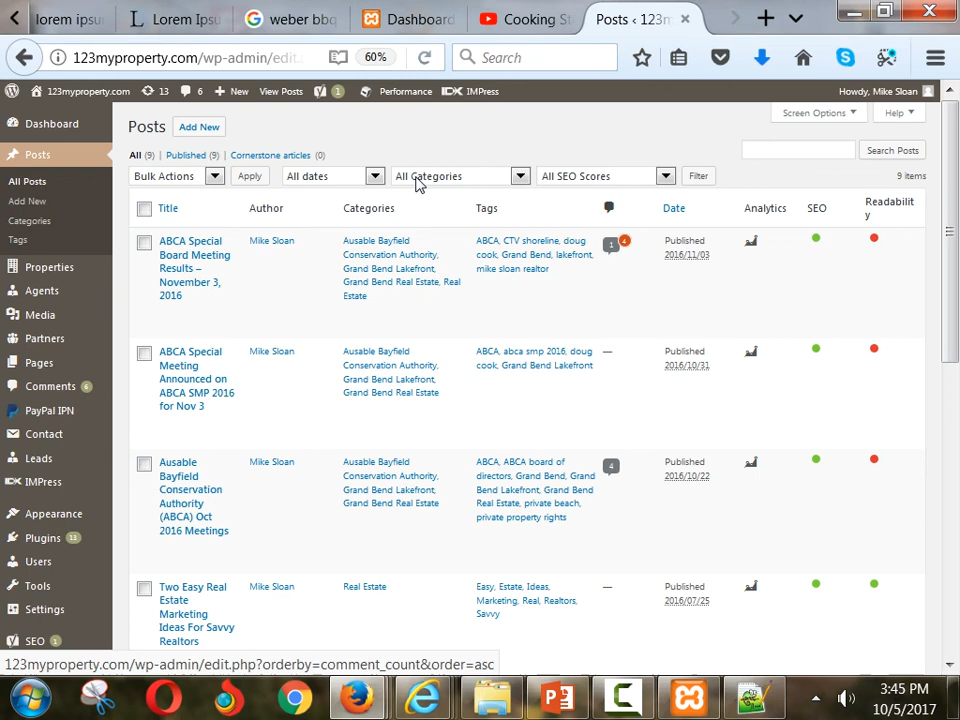 lorem ipsu
Lorem Ipsu
weber bbq
Dashboard
Cooking St
Posts ‹ 123m
123myproperty.com/wp-admin/edit.
60%
Search
123myproperty.com
13
6
New
View Posts
1
Performance
IMPress
Howdy, Mike Sloan
Dashboard
Posts
All Posts
Add New
Categories
Tags
Properties
Agents
Media
Partners
Pages
Comments 6
PayPal IPN
Contact
Leads
IMPress
Appearance
Plugins 13
Users
Tools
Settings
SEO 1
Posts Add New
Screen Options
Help
All (9) | Published (9) | Cornerstone articles (0)
Search Posts
Bulk Actions
Apply
All dates
All Categories
All SEO Scores
Filter
9 items
Title
Author
Categories
Tags
Date
Analytics
SEO
Readabilit
y
ABCA Special
Board Meeting
Results –
November 3,
2016
Mike Sloan
Ausable Bayfield
Conservation Authority,
Grand Bend Lakefront,
Grand Bend Real Estate, Real
Estate
ABCA, CTV shoreline, doug
cook, Grand Bend, lakefront,
mike sloan realtor
1
4
Published
2016/11/03
ABCA Special
Meeting
Announced on
ABCA SMP 2016
for Nov 3
Mike Sloan
Ausable Bayfield
Conservation Authority,
Grand Bend Lakefront,
Grand Bend Real Estate
ABCA, abca smp 2016, doug
cook, Grand Bend Lakefront
—
Published
2016/10/31
Ausable
Bayfield
Conservation
Authority
(ABCA) Oct
2016 Meetings
Mike Sloan
Ausable Bayfield
Conservation Authority,
Grand Bend Lakefront,
Grand Bend Real Estate
ABCA, ABCA board of
directors, Grand Bend, Grand
Bend Lakefront, Grand Bend
Real Estate, private beach,
private property rights
4
Published
2016/10/22
Two Easy Real
Estate
Marketing
Ideas For Savvy
Realtors
Mike Sloan
Real Estate
Easy, Estate, Ideas,
Marketing, Real, Realtors,
Savvy
—
Published
2016/07/25
123myproperty.com/wp-admin/edit.php?orderby=comment_count&order=asc
3:45 PM
10/5/2017